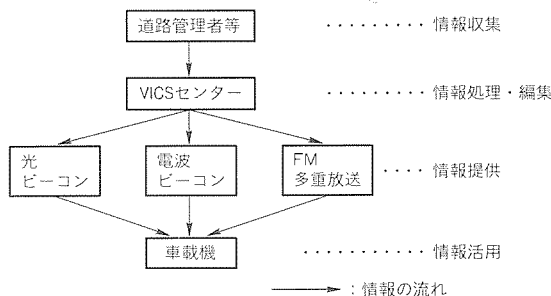 道路管理者等 ・・・・・・・・・ 情報収集
VICSセンター ・・・・・・・・・ 情報処理・編集
光
ビーコン
電波
ビーコン
FM
多重放送
・・・・ 情報提供
車載機 ・・・・・・・・・・・ 情報活用
：情報の流れ